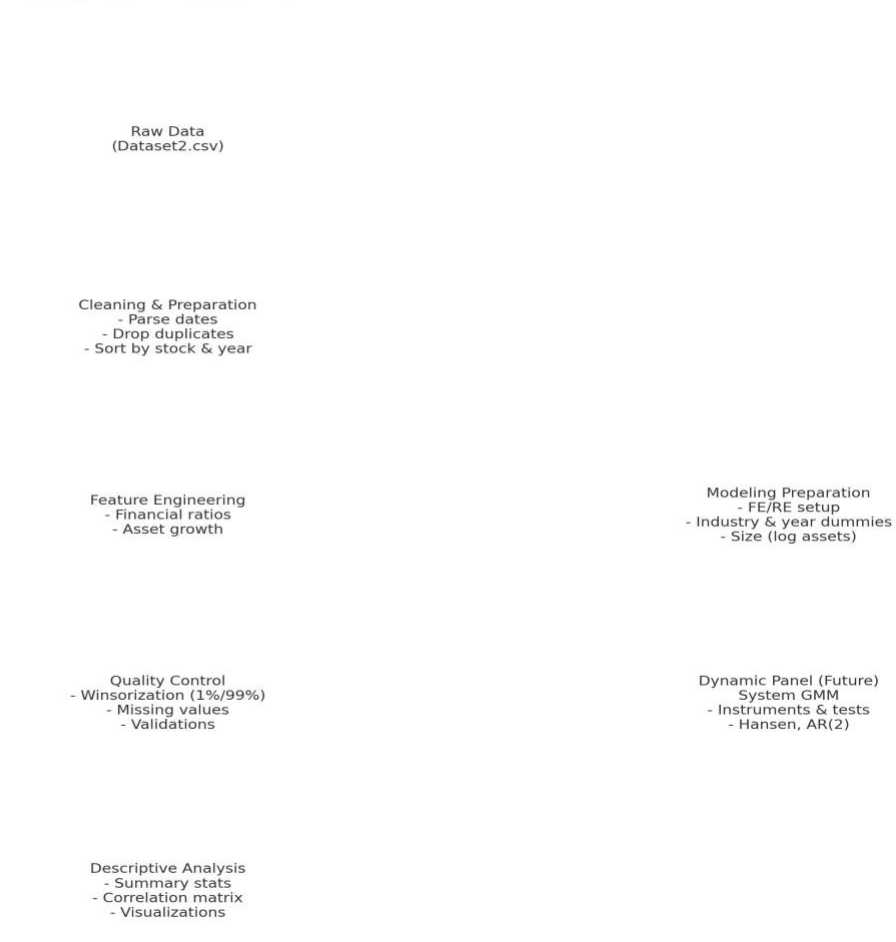 Raw Data
(Dataset2.csv)
Cleaning & Preparation
- Parse dates
- Drop duplicates
- Sort by stock & year
Feature Engineering
- Financial ratios
- Asset growth
Modeling Preparation
- FE/RE setup
- Industry & year dummies
- Size (log assets)
Quality Control
- Winsorization (1%/99%)
- Missing values
- Validations
Dynamic Panel (Future)
System GMM
- Instruments & tests
- Hansen, AR(2)
Descriptive Analysis
- Summary stats
- Correlation matrix
- Visualizations